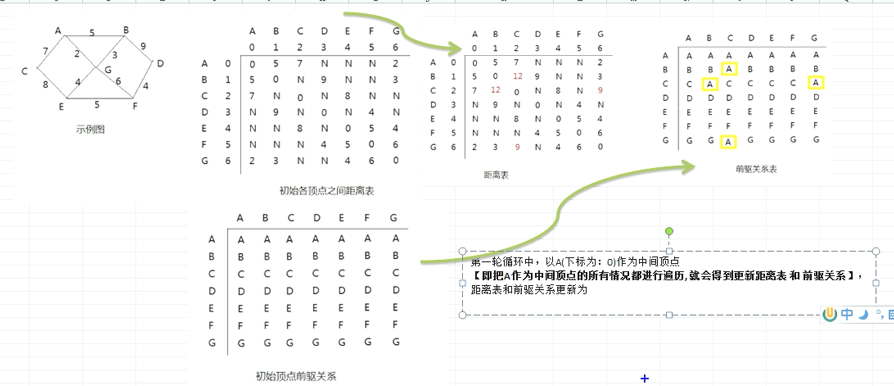 A B C D E F G
0 1 2 3 4 5 6
A 0 0 5 7 N N N 2
B 1 5 0 N 9 N N 3
C 2 7 N 0 N 8 N N
D 3 N 9 N 0 N 4 N
E 4 N N 8 N 0 5 4
F 5 N N N 4 5 0 6
G 6 2 3 N N 4 6 0
初始各顶点之间距离表
A 5 B
7 2 3 9
C G D
8 4 6 4
E 5 F
示例图
A B C D E F G
0 1 2 3 4 5 6
A 0 0 5 7 N N N 2
B 1 5 0 12 9 N N 3
C 2 7 12 0 N 8 N 9
D 3 N 9 N 0 N 4 N
E 4 N N 8 N 0 5 4
F 5 N N N 4 5 0 6
G 6 2 3 9 N 4 6 0
距离表
A B C D E F G
A A A A A A A A
B B B A B B B B
C C A C C C C A
D D D D D D D D
E E E E E E E E
F F F F F F F F
G G G A G G G G
前驱关系表
A B C D E F G
A A A A A A A A
B B B B B B B B
C C C C C C C C
D D D D D D D D
E E E E E E E E
F F F F F F F F
G G G G G G G G
初始顶点前驱关系
第一轮循环中，以A(下标为：0)作为中间顶点
【即把A作为中间顶点的所有情况都进行遍历,就会得到更新距离表 和 前驱关系】，
距离表和前驱关系更新为
中